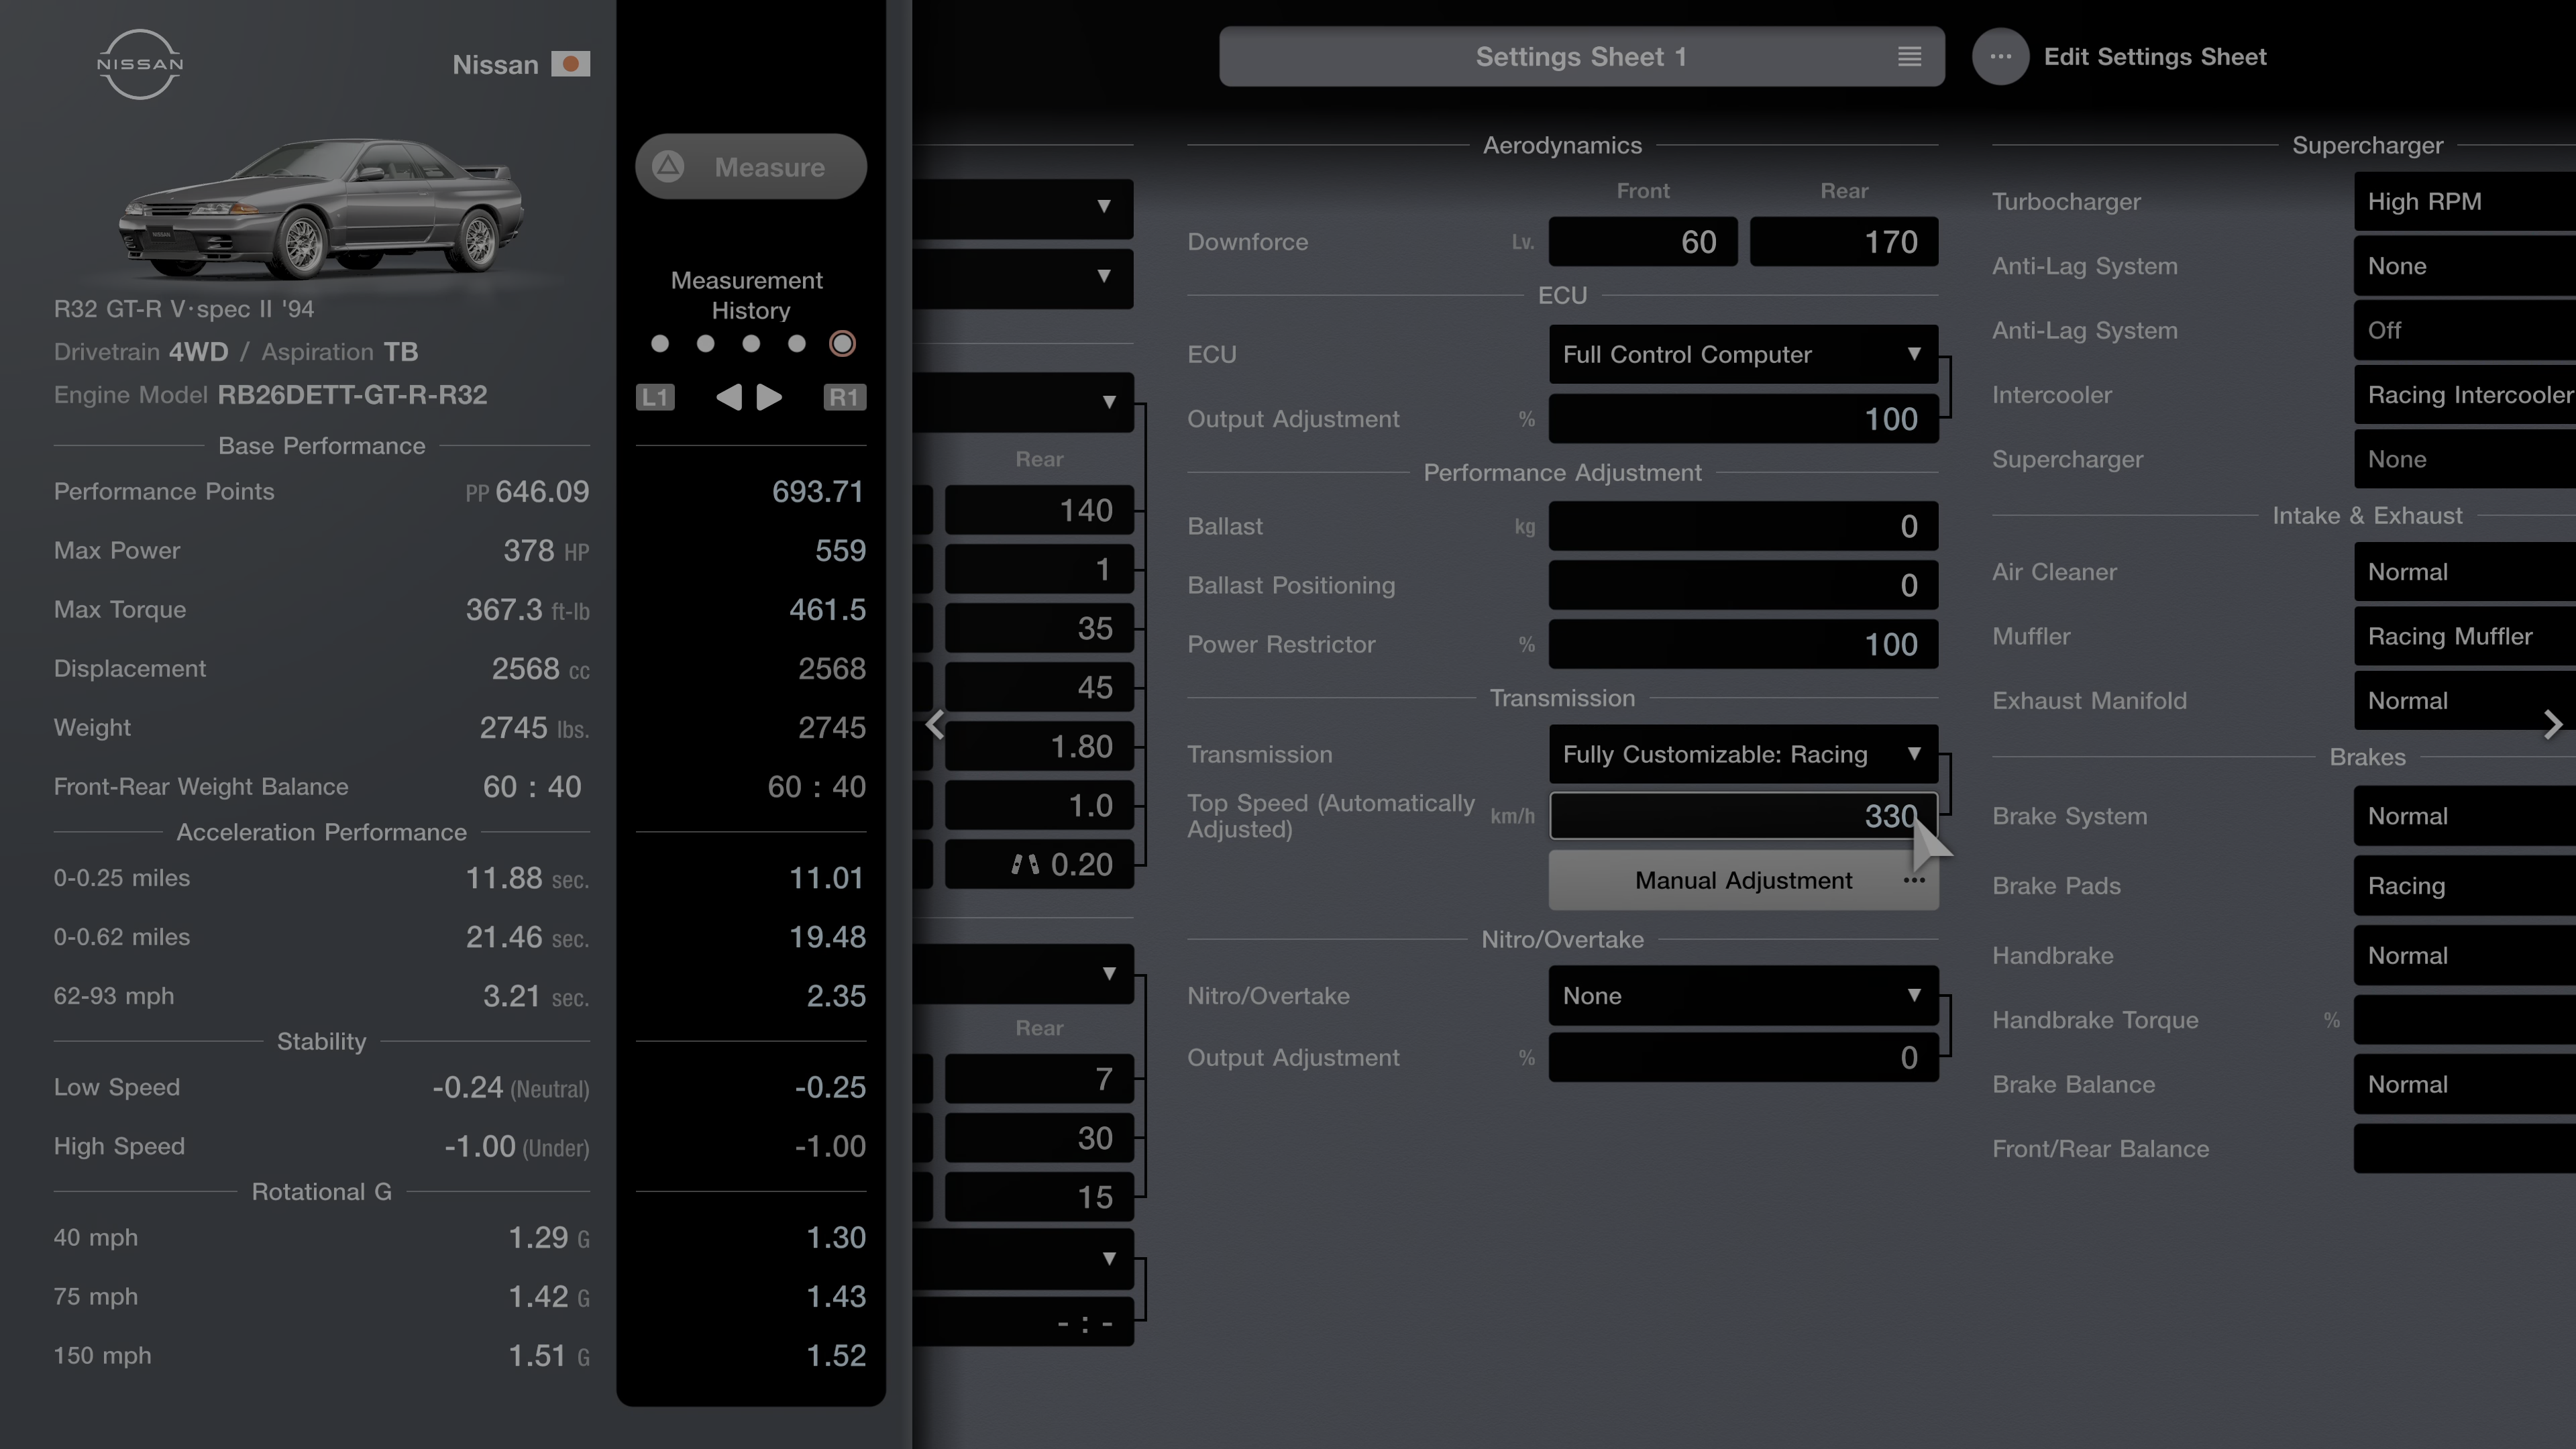 NISSAN
Nissan
R32 GT-R V·spec II '94
Drivetrain 4WD / Aspiration TB
Engine Model RB26DETT-GT-R-R32
Base Performance
Performance Points PP 646.09
Max Power 378 HP
Max Torque 367.3 ft-lb
Displacement 2568 cc
Weight 2745 lbs.
Front-Rear Weight Balance 60 : 40
Acceleration Performance
0-0.25 miles 11.88 sec.
0-0.62 miles 21.46 sec.
62-93 mph 3.21 sec.
Stability
Low Speed -0.24 (Neutral)
High Speed -1.00 (Under)
Rotational G
40 mph 1.29 G
75 mph 1.42 G
150 mph 1.51 G
Measure
Measurement
History
L1 R1
693.71
559
461.5
2568
2745
60 : 40
11.01
19.48
2.35
-0.25
-1.00
1.30
1.43
1.52
Rear
140
1
35
45
1.80
1.0
0.20
Rear
7
30
15
- : -
Settings Sheet 1
Edit Settings Sheet
Aerodynamics
Front Rear
Downforce Lv. 60 170
ECU
ECU Full Control Computer
Output Adjustment % 100
Performance Adjustment
Ballast kg 0
Ballast Positioning 0
Power Restrictor % 100
Transmission
Transmission Fully Customizable: Racing
Top Speed (Automatically
Adjusted) km/h 330
Manual Adjustment
Nitro/Overtake
Nitro/Overtake None
Output Adjustment % 0
Supercharger
Turbocharger High RPM
Anti-Lag System None
Anti-Lag System Off
Intercooler Racing Intercooler
Supercharger None
Intake & Exhaust
Air Cleaner Normal
Muffler Racing Muffler
Exhaust Manifold Normal
Brakes
Brake System Normal
Brake Pads Racing
Handbrake Normal
Handbrake Torque %
Brake Balance Normal
Front/Rear Balance